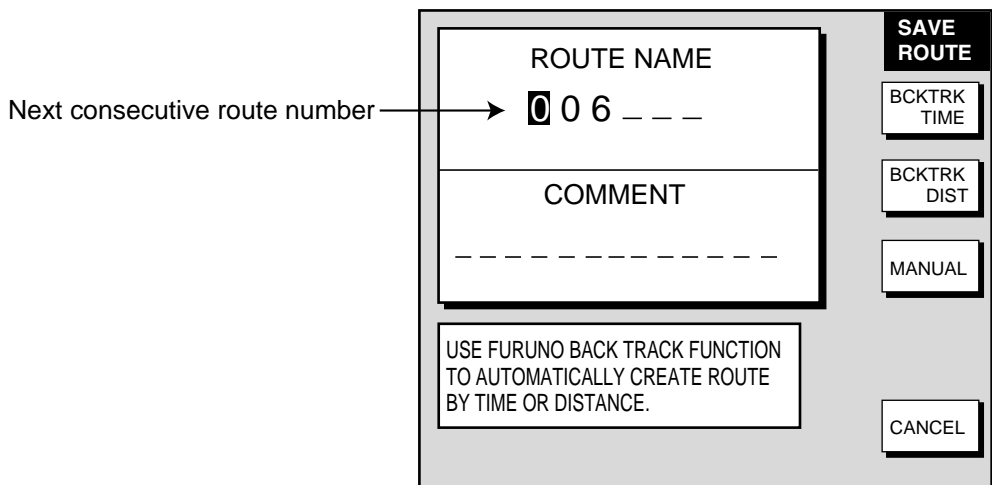 Next consecutive route number
ROUTE NAME
0 0 6 _ _ _
COMMENT
_ _ _ _ _ _ _ _ _ _ _ _ _ _
USE FURUNO BACK TRACK FUNCTION
TO AUTOMATICALLY CREATE ROUTE
BY TIME OR DISTANCE.
SAVE
ROUTE
BCKTRK
TIME
BCKTRK
DIST
MANUAL
CANCEL